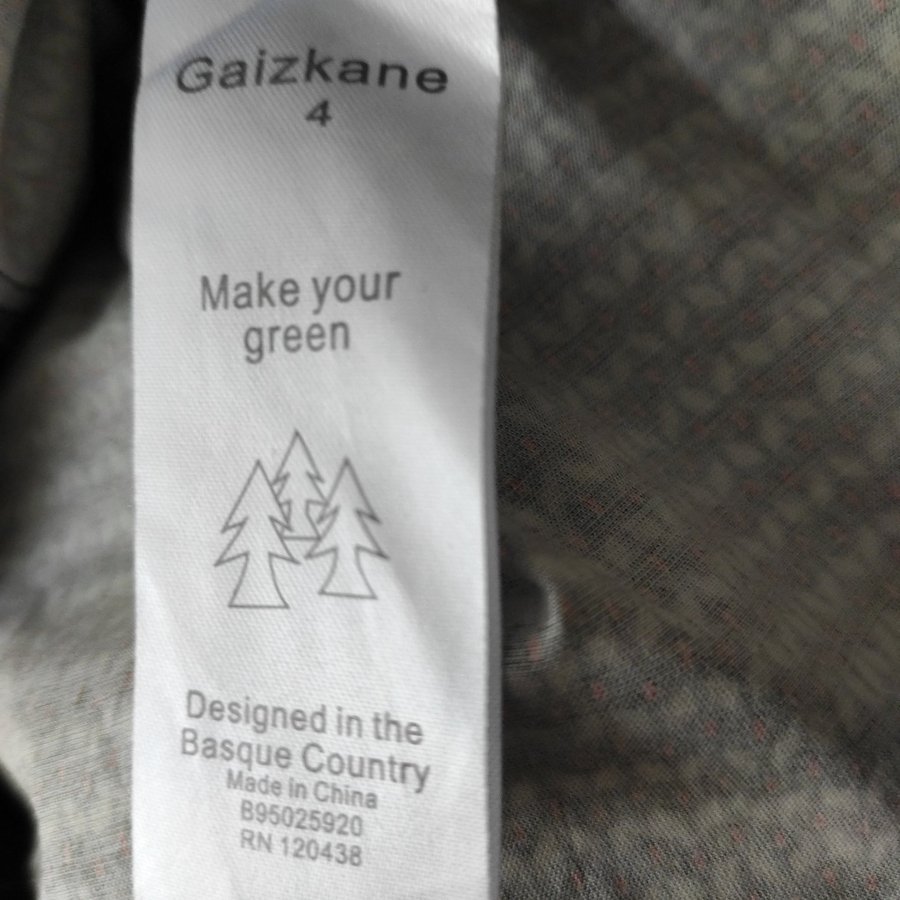 Gaizkane
4
Make your
green
Designed in the
Basque Country
Made in China
B95025920
RN 120438